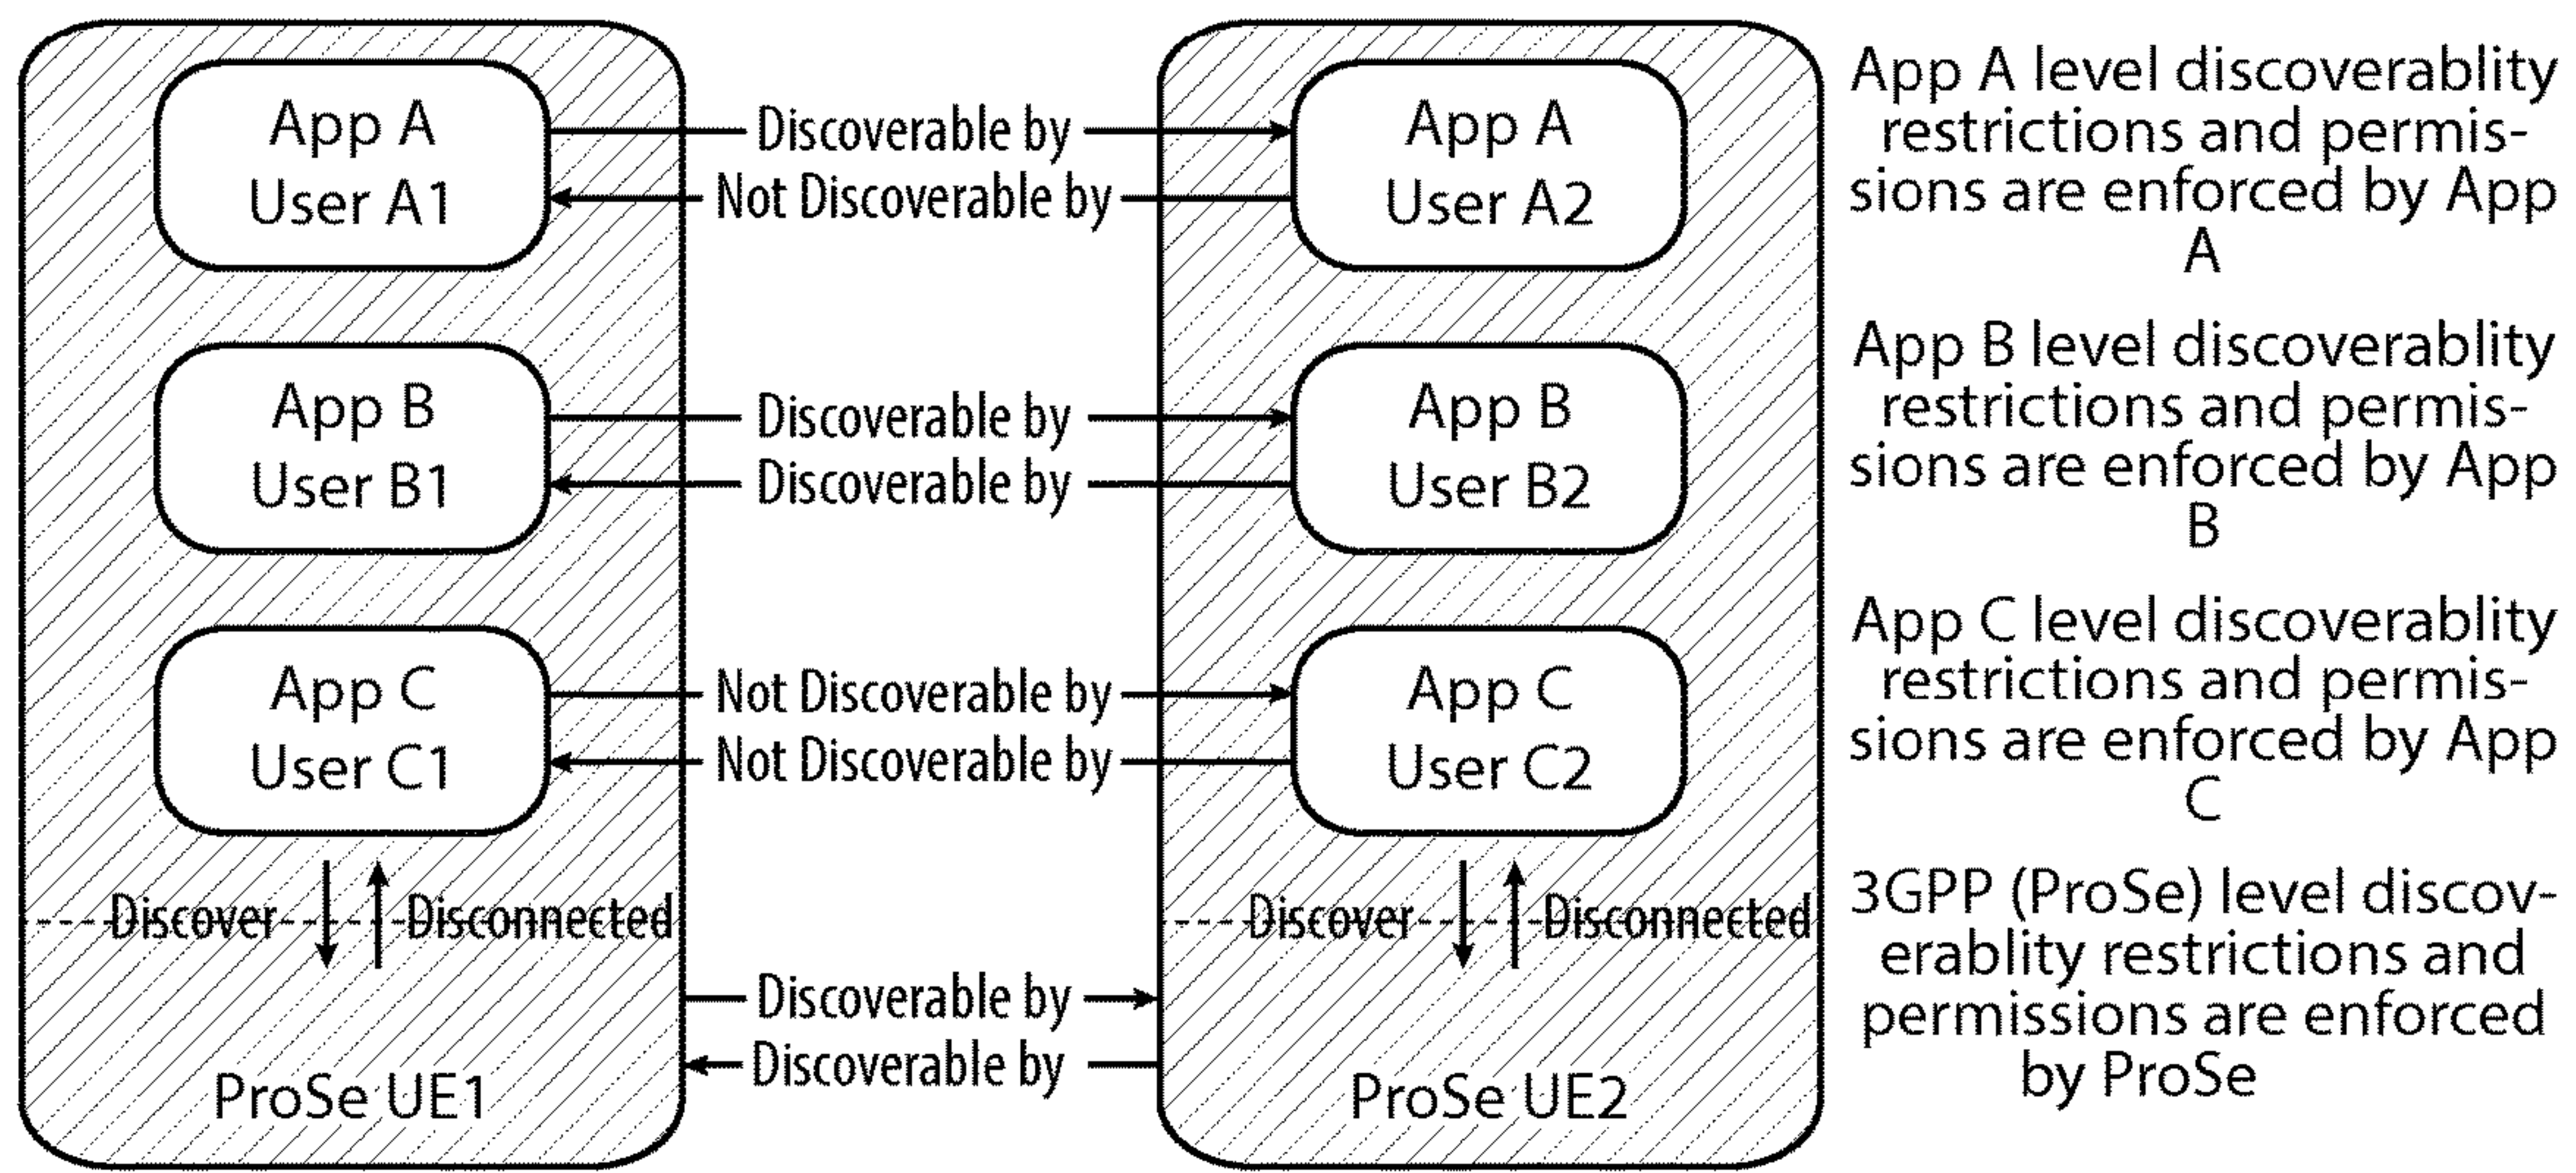 App A
User A1
Discoverable by
Not Discoverable by
App A
User A2
App A level discoverablity
restrictions and permis-
sions are enforced by App
A
App B
User B1
Discoverable by
Discoverable by
App B
User B2
App B level discoverablity
restrictions and permis-
sions are enforced by App
B
App C
User C1
Not Discoverable by
Not Discoverable by
App C
User C2
App C level discoverablity
restrictions and permis-
sions are enforced by App
C
Discover
Disconnected
Discover
Disconnected
Discoverable by
Discoverable by
ProSe UE1
ProSe UE2
3GPP (ProSe) level discov-
erablity restrictions and
permissions are enforced
by ProSe